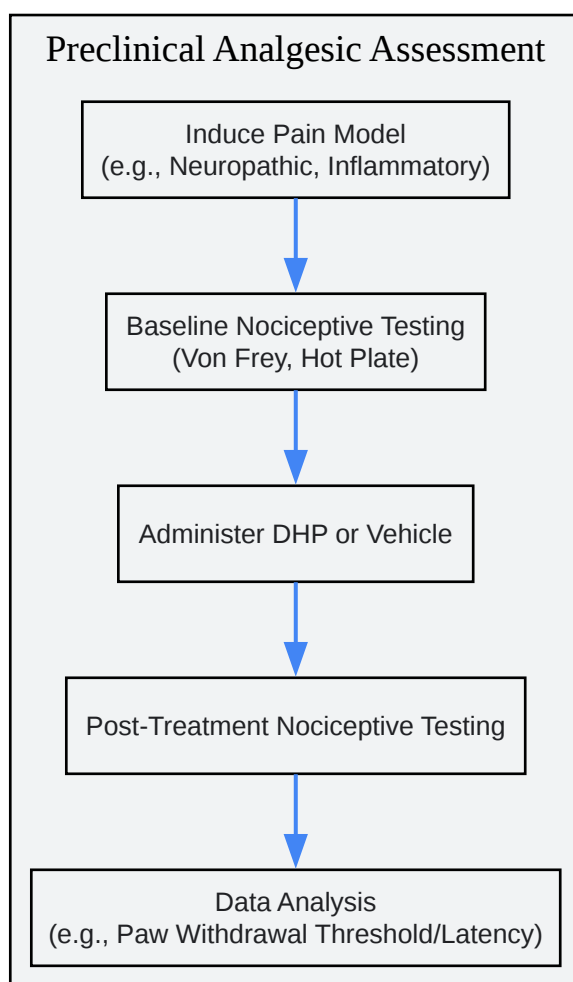 Preclinical Analgesic Assessment
Induce Pain Model
(e.g., Neuropathic, Inflammatory)
Baseline Nociceptive Testing
(Von Frey, Hot Plate)
Administer DHP or Vehicle
Post-Treatment Nociceptive Testing
Data Analysis
(e.g., Paw Withdrawal Threshold/Latency)